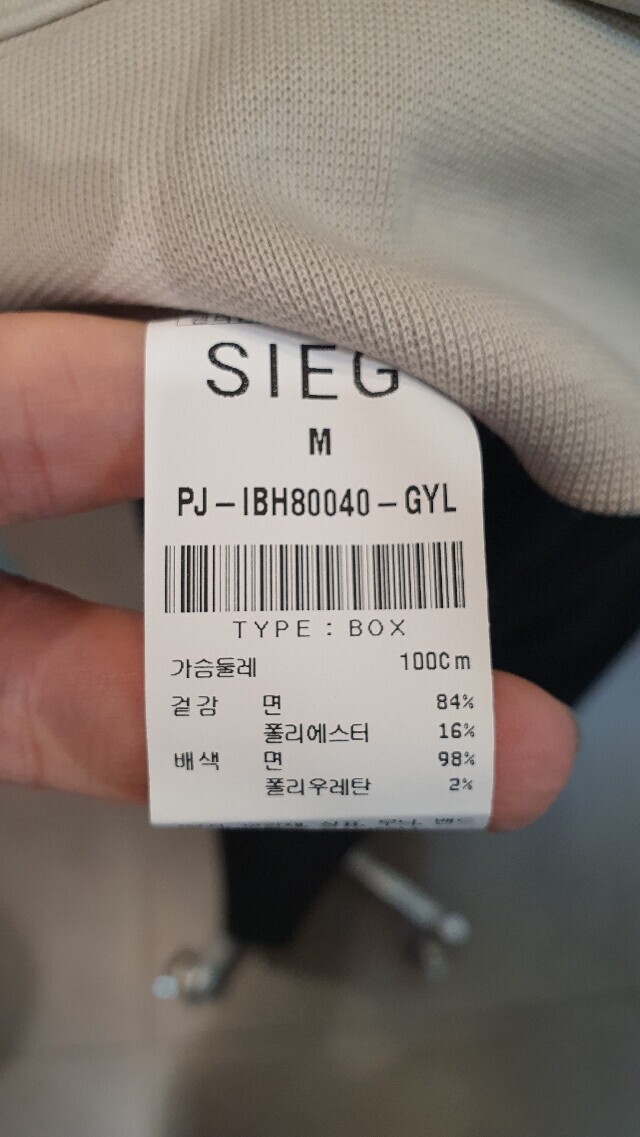 SIEG
M
PJ-IBH80040-GYL
TYPE : BOX
가슴둘레 100Cm
겉감 면 84%
폴리에스터 16%
배색 면 98%
폴리우레탄 2%